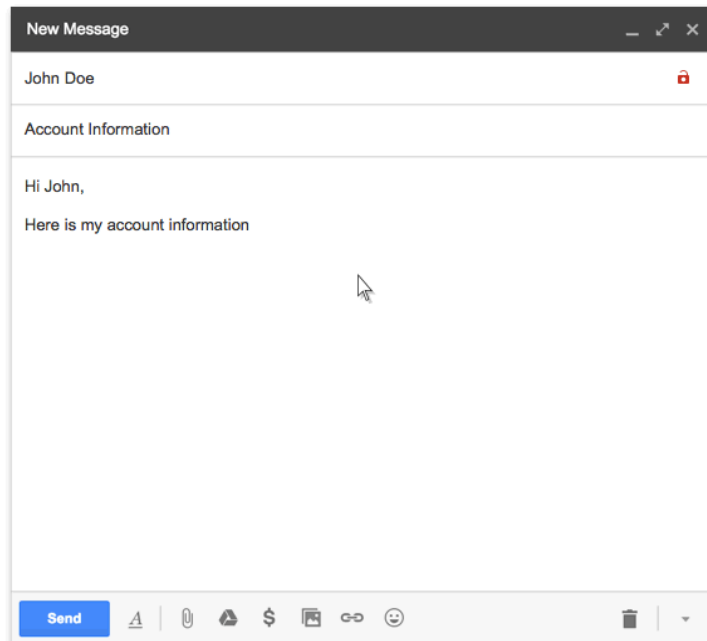 New Message
John Doe
Account Information
Hi John,
Here is my account information
Send
A
$